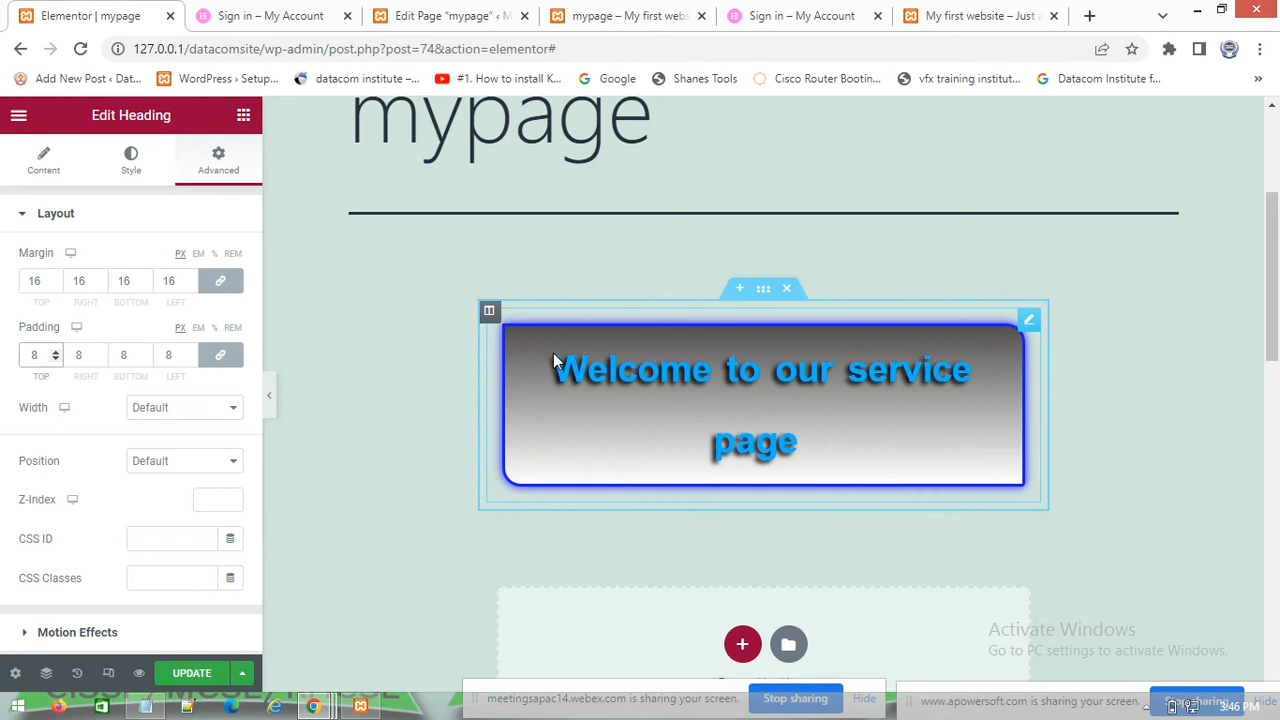 Elementor | mypage
Sign in – My Account
Edit Page “mypage” ‹ M
mypage – My first webs
Sign in – My Account
My first website – Just a
127.0.0.1/datacomsite/wp-admin/post.php?post=74&action=elementor#
Add New Post ‹ Dat...
WordPress › Setup...
datacom institute –...
#1. How to install K...
Google
Shanes Tools
Cisco Router Bootin...
vfx training institut...
Datacom Institute f...
Edit Heading
Content
Style
Advanced
Layout
Margin
PX EM % REM
16 16 16 16
TOP RIGHT BOTTOM LEFT
Padding
PX EM % REM
8 8 8 8
TOP RIGHT BOTTOM LEFT
Width
Default
Position
Default
Z-Index
CSS ID
CSS Classes
Motion Effects
UPDATE
mypage
Welcome to our service
page
Activate Windows
Go to PC settings to activate Windows.
meetingsapac14.webex.com is sharing your screen.
Stop sharing
Hide
www.apowersoft.com is sharing your screen.
Stop sharing
Hide
3:46 PM